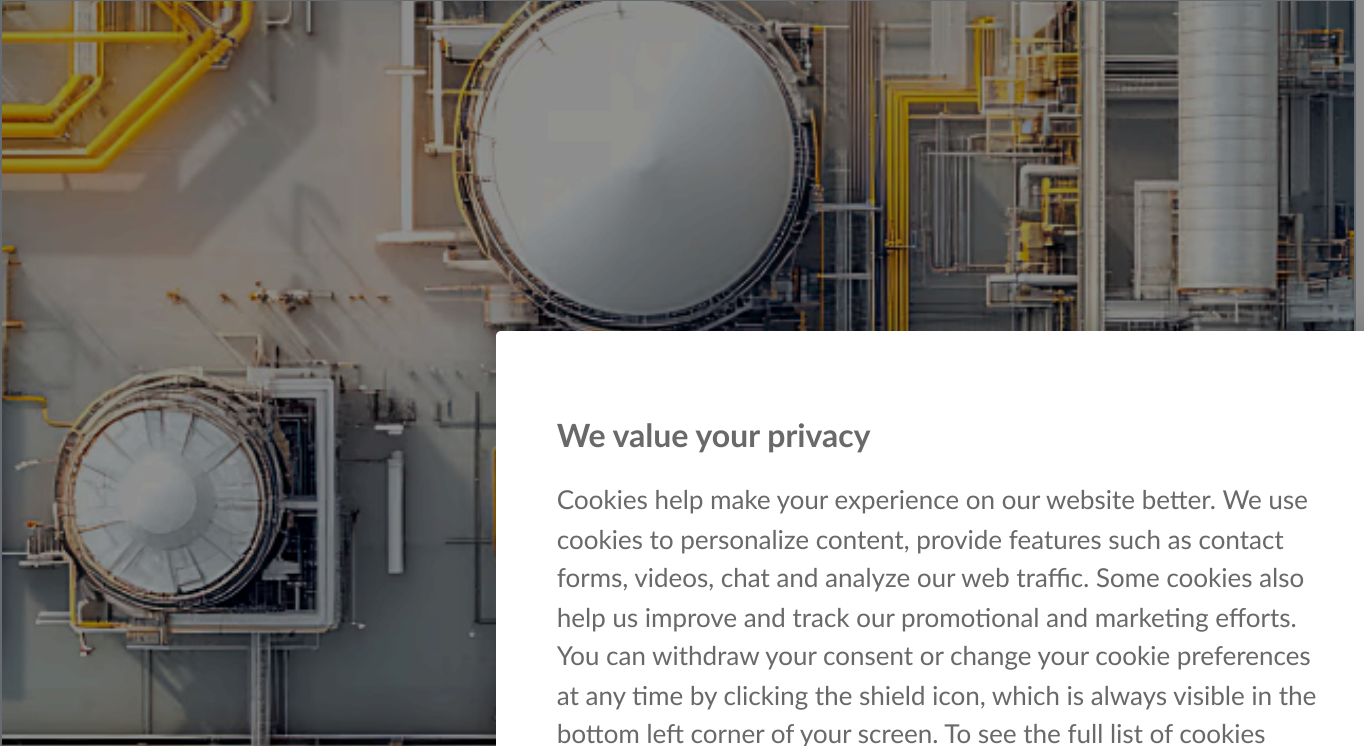 We value your privacy
Cookies help make your experience on our website better. We use
cookies to personalize content, provide features such as contact
forms, videos, chat and analyze our web traffic. Some cookies also
help us improve and track our promotional and marketing efforts.
You can withdraw your consent or change your cookie preferences
at any time by clicking the shield icon, which is always visible in the
bottom left corner of your screen. To see the full list of cookies